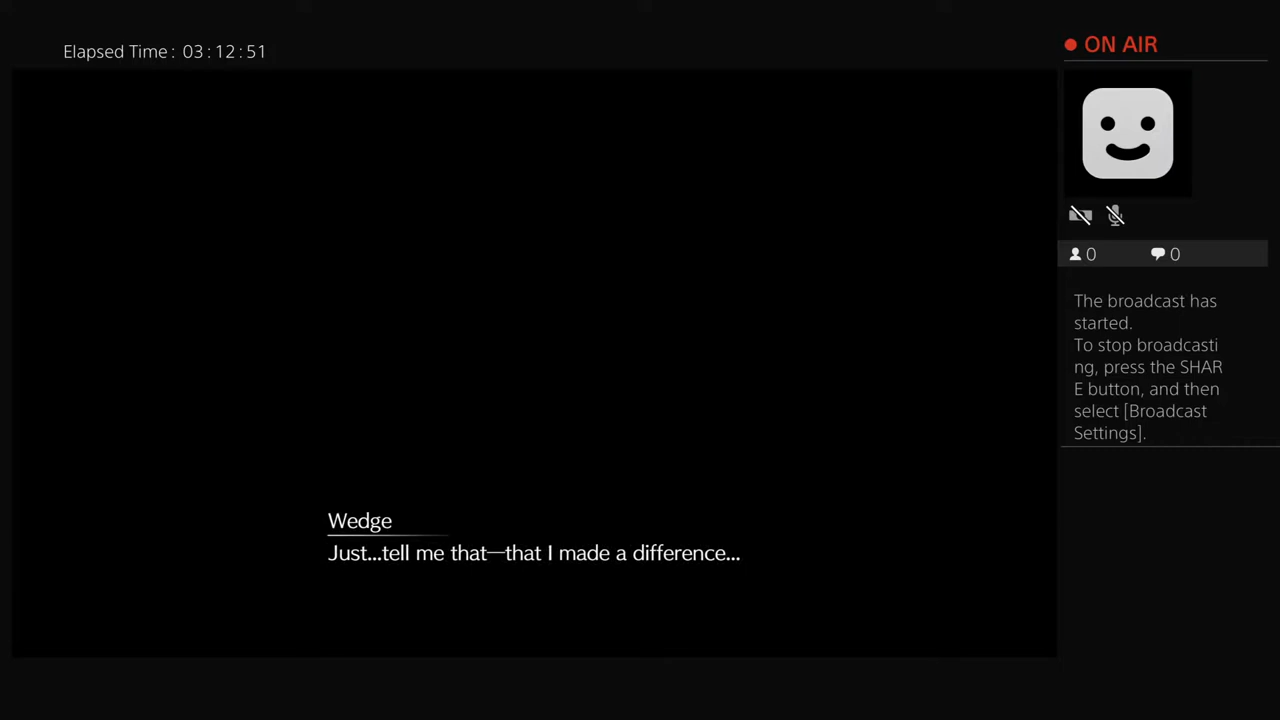 Elapsed Time: 03:12:51
ON AIR
0 0
The broadcast has
started.
To stop broadcasti
ng, press the SHAR
E button, and then
select [Broadcast
Settings].
Wedge
Just...tell me that—that I made a difference...